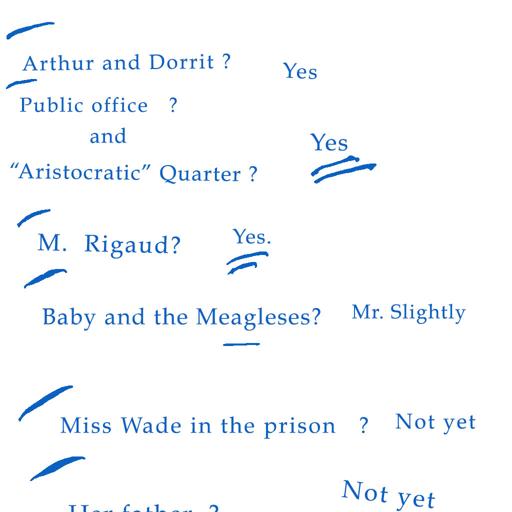 Arthur and Dorrit ? Yes
Public office ?
and
Yes
“Aristocratic” Quarter ?
M. Rigaud? Yes.
Baby and the Meagleses? Mr. Slightly
Miss Wade in the prison ? Not yet
Her father ? Not yet